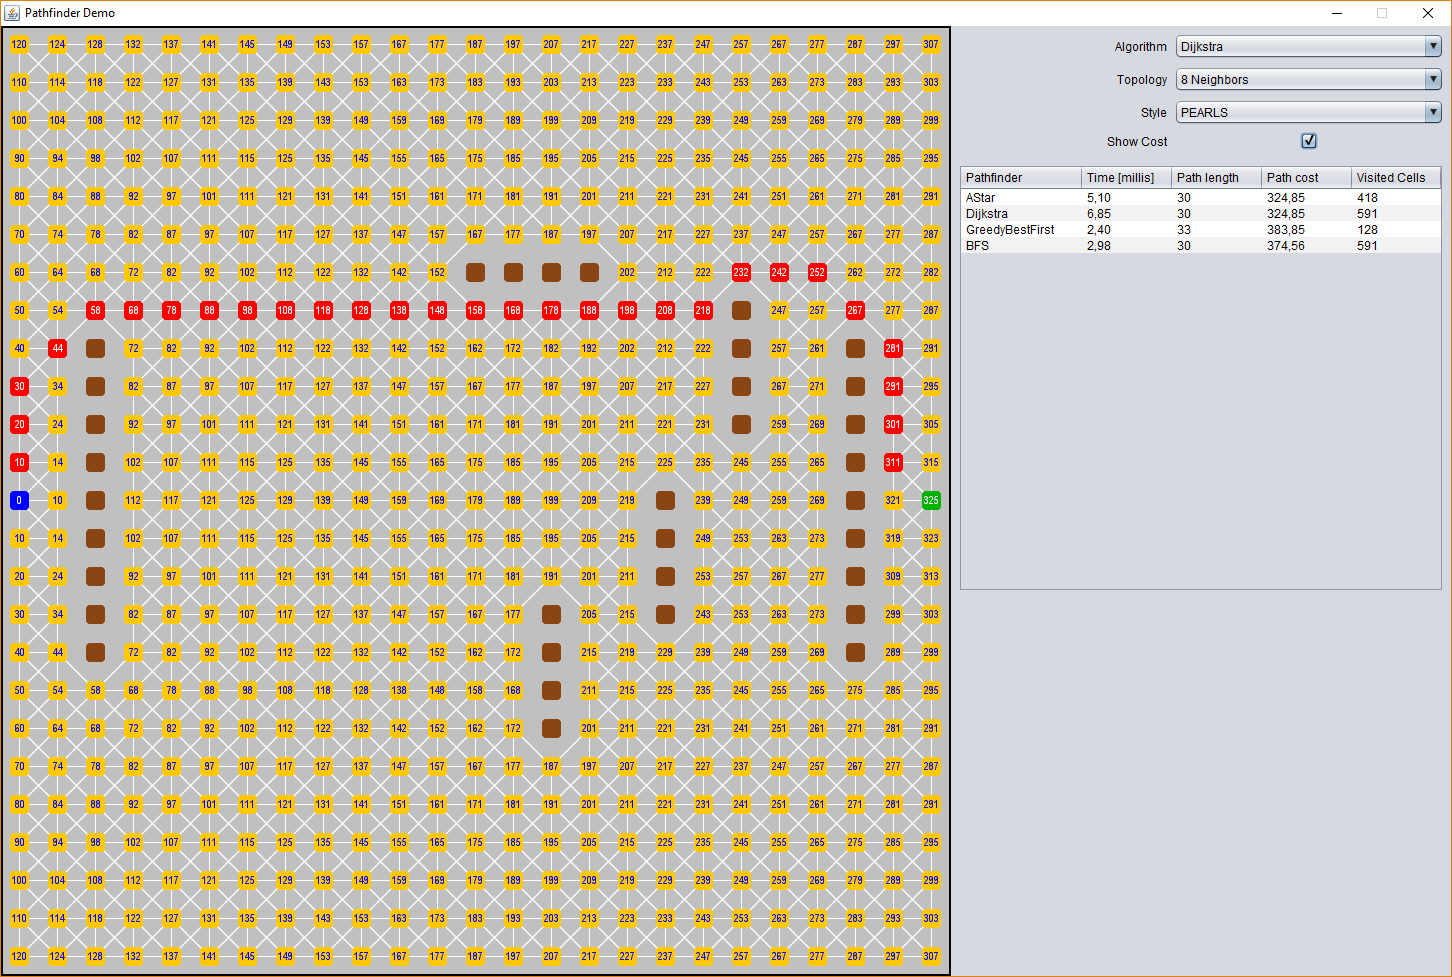 Pathfinder Demo
120 124 128 132 137 141 145 149 153 157 167 177 187 197 207 217 227 237 247 257 267 277 287 297 307
110 114 118 122 127 131 135 139 143 153 163 173 183 193 203 213 223 233 243 253 263 273 283 293 303
100 104 108 112 117 121 125 129 139 149 159 169 179 189 199 209 219 229 239 249 259 269 279 289 299
90 94 98 102 107 111 115 125 135 145 155 165 175 185 195 205 215 225 235 245 255 265 275 285 295
80 84 88 92 97 101 111 121 131 141 151 161 171 181 191 201 211 221 231 241 251 261 271 281 291
70 74 78 82 87 97 107 117 127 137 147 157 167 177 187 197 207 217 227 237 247 257 267 277 287
60 64 68 72 82 92 102 112 122 132 142 152 202 212 222 232 242 252 262 272 282
50 54 58 68 78 88 98 108 118 128 138 148 158 168 178 188 198 208 218 247 257 267 277 287
40 44 72 82 92 102 112 122 132 142 152 162 172 182 192 202 212 222 257 261 281 291
30 34 82 87 97 107 117 127 137 147 157 167 177 187 197 207 217 227 267 271 291 295
20 24 92 97 101 111 121 131 141 151 161 171 181 191 201 211 221 231 259 269 301 305
10 14 102 107 111 115 125 135 145 155 165 175 185 195 205 215 225 235 245 255 265 311 315
0 10 112 117 121 125 129 139 149 159 169 179 189 199 209 219 239 249 259 269 321 325
10 14 102 107 111 115 125 135 145 155 165 175 185 195 205 215 249 253 263 273 319 323
20 24 92 97 101 111 121 131 141 151 161 171 181 191 201 211 253 257 267 277 309 313
30 34 82 87 97 107 117 127 137 147 157 167 177 205 215 243 253 263 273 299 303
40 44 72 82 92 102 112 122 132 142 152 162 172 215 219 229 239 249 259 269 289 299
50 54 58 68 78 88 98 108 118 128 138 148 158 168 211 215 225 235 245 255 265 275 285 295
60 64 68 72 82 92 102 112 122 132 142 152 162 172 201 211 221 231 241 251 261 271 281 291
70 74 78 82 87 97 107 117 127 137 147 157 167 177 187 197 207 217 227 237 247 257 267 277 287
80 84 88 92 97 101 111 121 131 141 151 161 171 181 191 201 211 221 231 241 251 261 271 281 291
90 94 98 102 107 111 115 125 135 145 155 165 175 185 195 205 215 225 235 245 255 265 275 285 295
100 104 108 112 117 121 125 129 139 149 159 169 179 189 199 209 219 229 239 249 259 269 279 289 299
110 114 118 122 127 131 135 139 143 153 163 173 183 193 203 213 223 233 243 253 263 273 283 293 303
120 124 128 132 137 141 145 149 153 157 167 177 187 197 207 217 227 237 247 257 267 277 287 297 307
Algorithm Dijkstra
Topology 8 Neighbors
Style PEARLS
Show Cost
Pathfinder Time [millis] Path length Path cost Visited Cells
AStar 5,10 30 324,85 418
Dijkstra 6,85 30 324,85 591
GreedyBestFirst 2,40 33 383,85 128
BFS 2,98 30 374,56 591